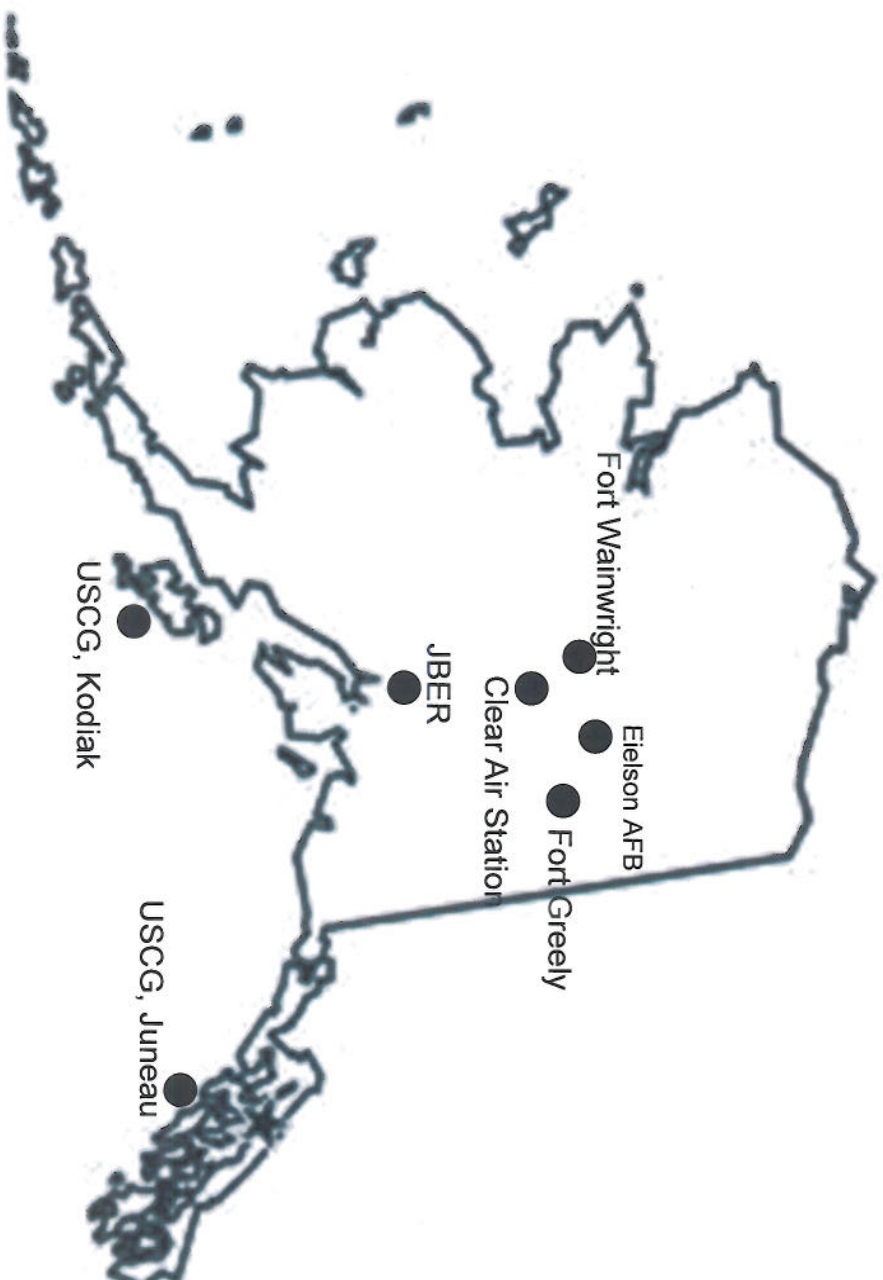 Fort Wainwright
Eielson AFB
Clear Air Station
Fort Greely
JBER
USCG, Kodiak
USCG, Juneau